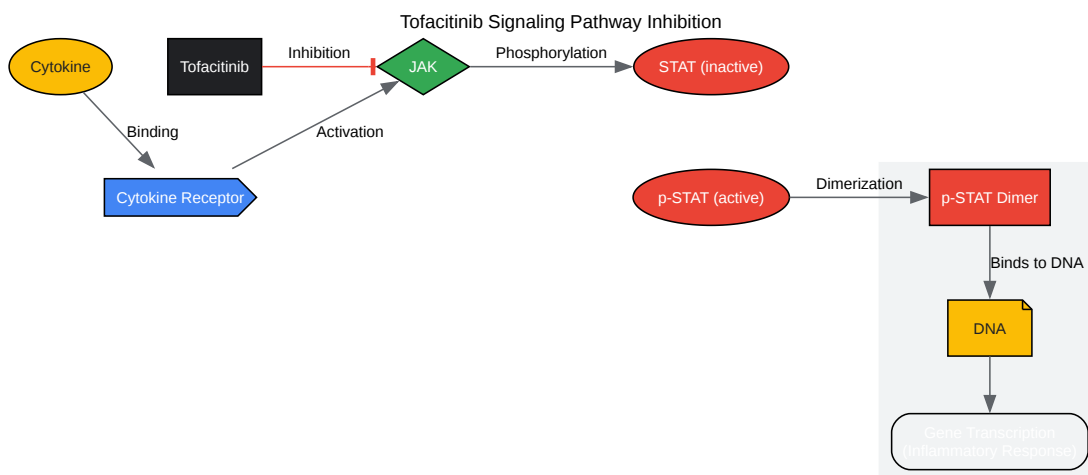 Tofacitinib Signaling Pathway Inhibition
Cytokine
Tofacitinib
Inhibition
JAK
Phosphorylation
STAT (inactive)
Binding
Activation
Cytokine Receptor
p-STAT (active)
Dimerization
p-STAT Dimer
Binds to DNA
DNA
Gene Transcription
(Inflammatory Response)